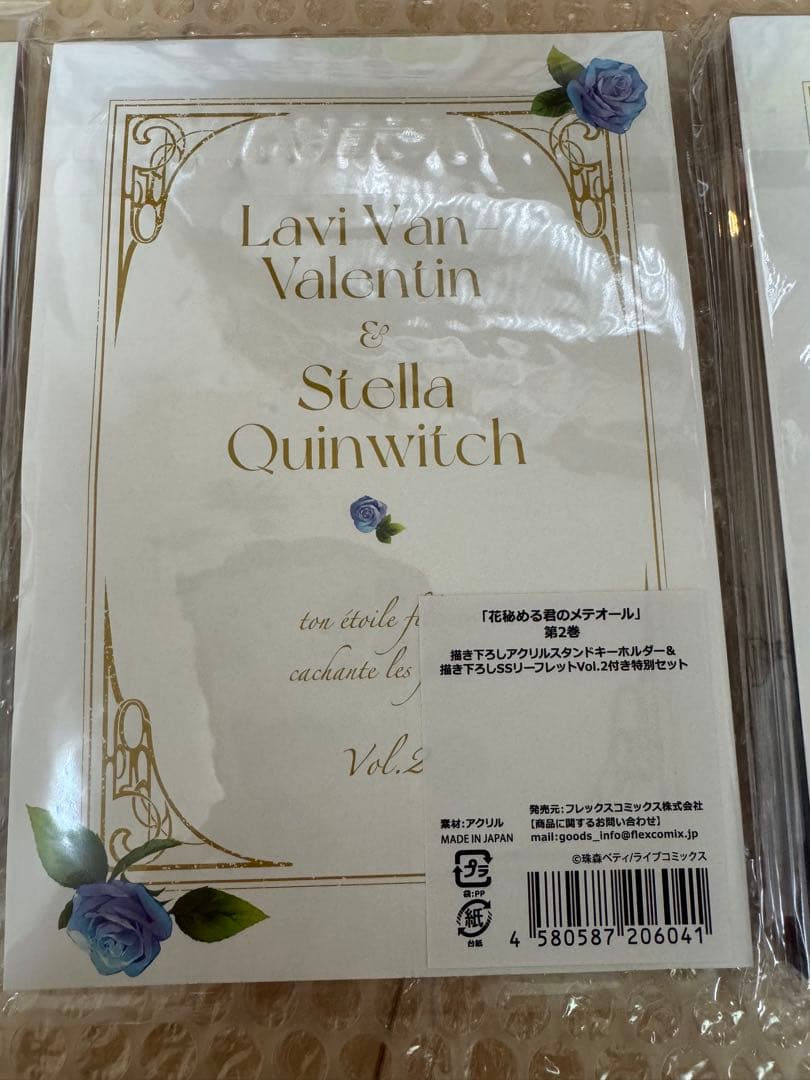 Lavi Van-
Valentin
&
Stella
Quinwitch
ton étoile
cachante les
Vol.2
「花秘める君のメテオール」
第2巻
描き下ろしアクリルスタンドキーホルダー&
描き下ろしSSリーフレットVol.2付き特別セット
素材:アクリル
MADE IN JAPAN
発売元:フレックスコミックス株式会社
【商品に関するお問い合わせ】
mail:goods_info@flexcomix.jp
©珠森ベティ/ライブコミックス
プラ
袋:PP
紙
台紙
4 580587 206041